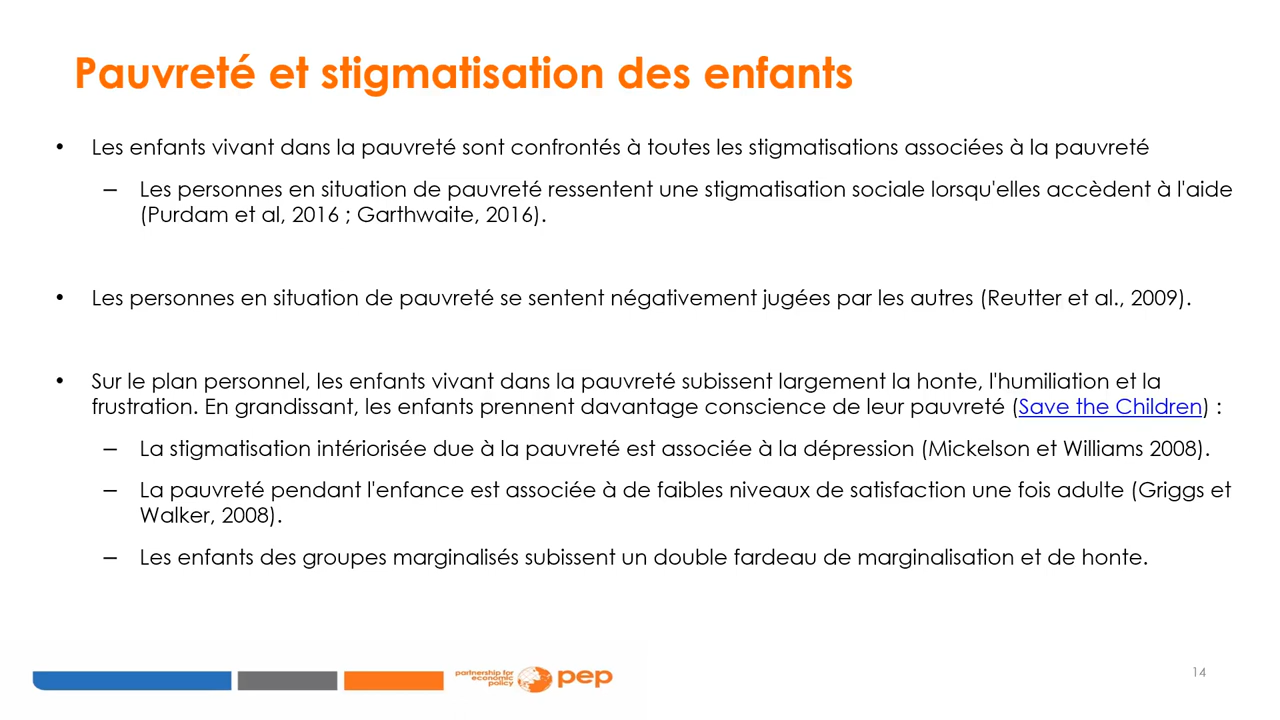 Pauvreté et stigmatisation des enfants
• Les enfants vivant dans la pauvreté sont confrontés à toutes les stigmatisations associées à la pauvreté
– Les personnes en situation de pauvreté ressentent une stigmatisation sociale lorsqu'elles accèdent à l'aide
(Purdam et al, 2016 ; Garthwaite, 2016).
• Les personnes en situation de pauvreté se sentent négativement jugées par les autres (Reutter et al., 2009).
• Sur le plan personnel, les enfants vivant dans la pauvreté subissent largement la honte, l'humiliation et la
frustration. En grandissant, les enfants prennent davantage conscience de leur pauvreté (Save the Children) :
– La stigmatisation intériorisée due à la pauvreté est associée à la dépression (Mickelson et Williams 2008).
– La pauvreté pendant l'enfance est associée à de faibles niveaux de satisfaction une fois adulte (Griggs et
Walker, 2008).
– Les enfants des groupes marginalisés subissent un double fardeau de marginalisation et de honte.
partnership for
economic
policy
pep
14